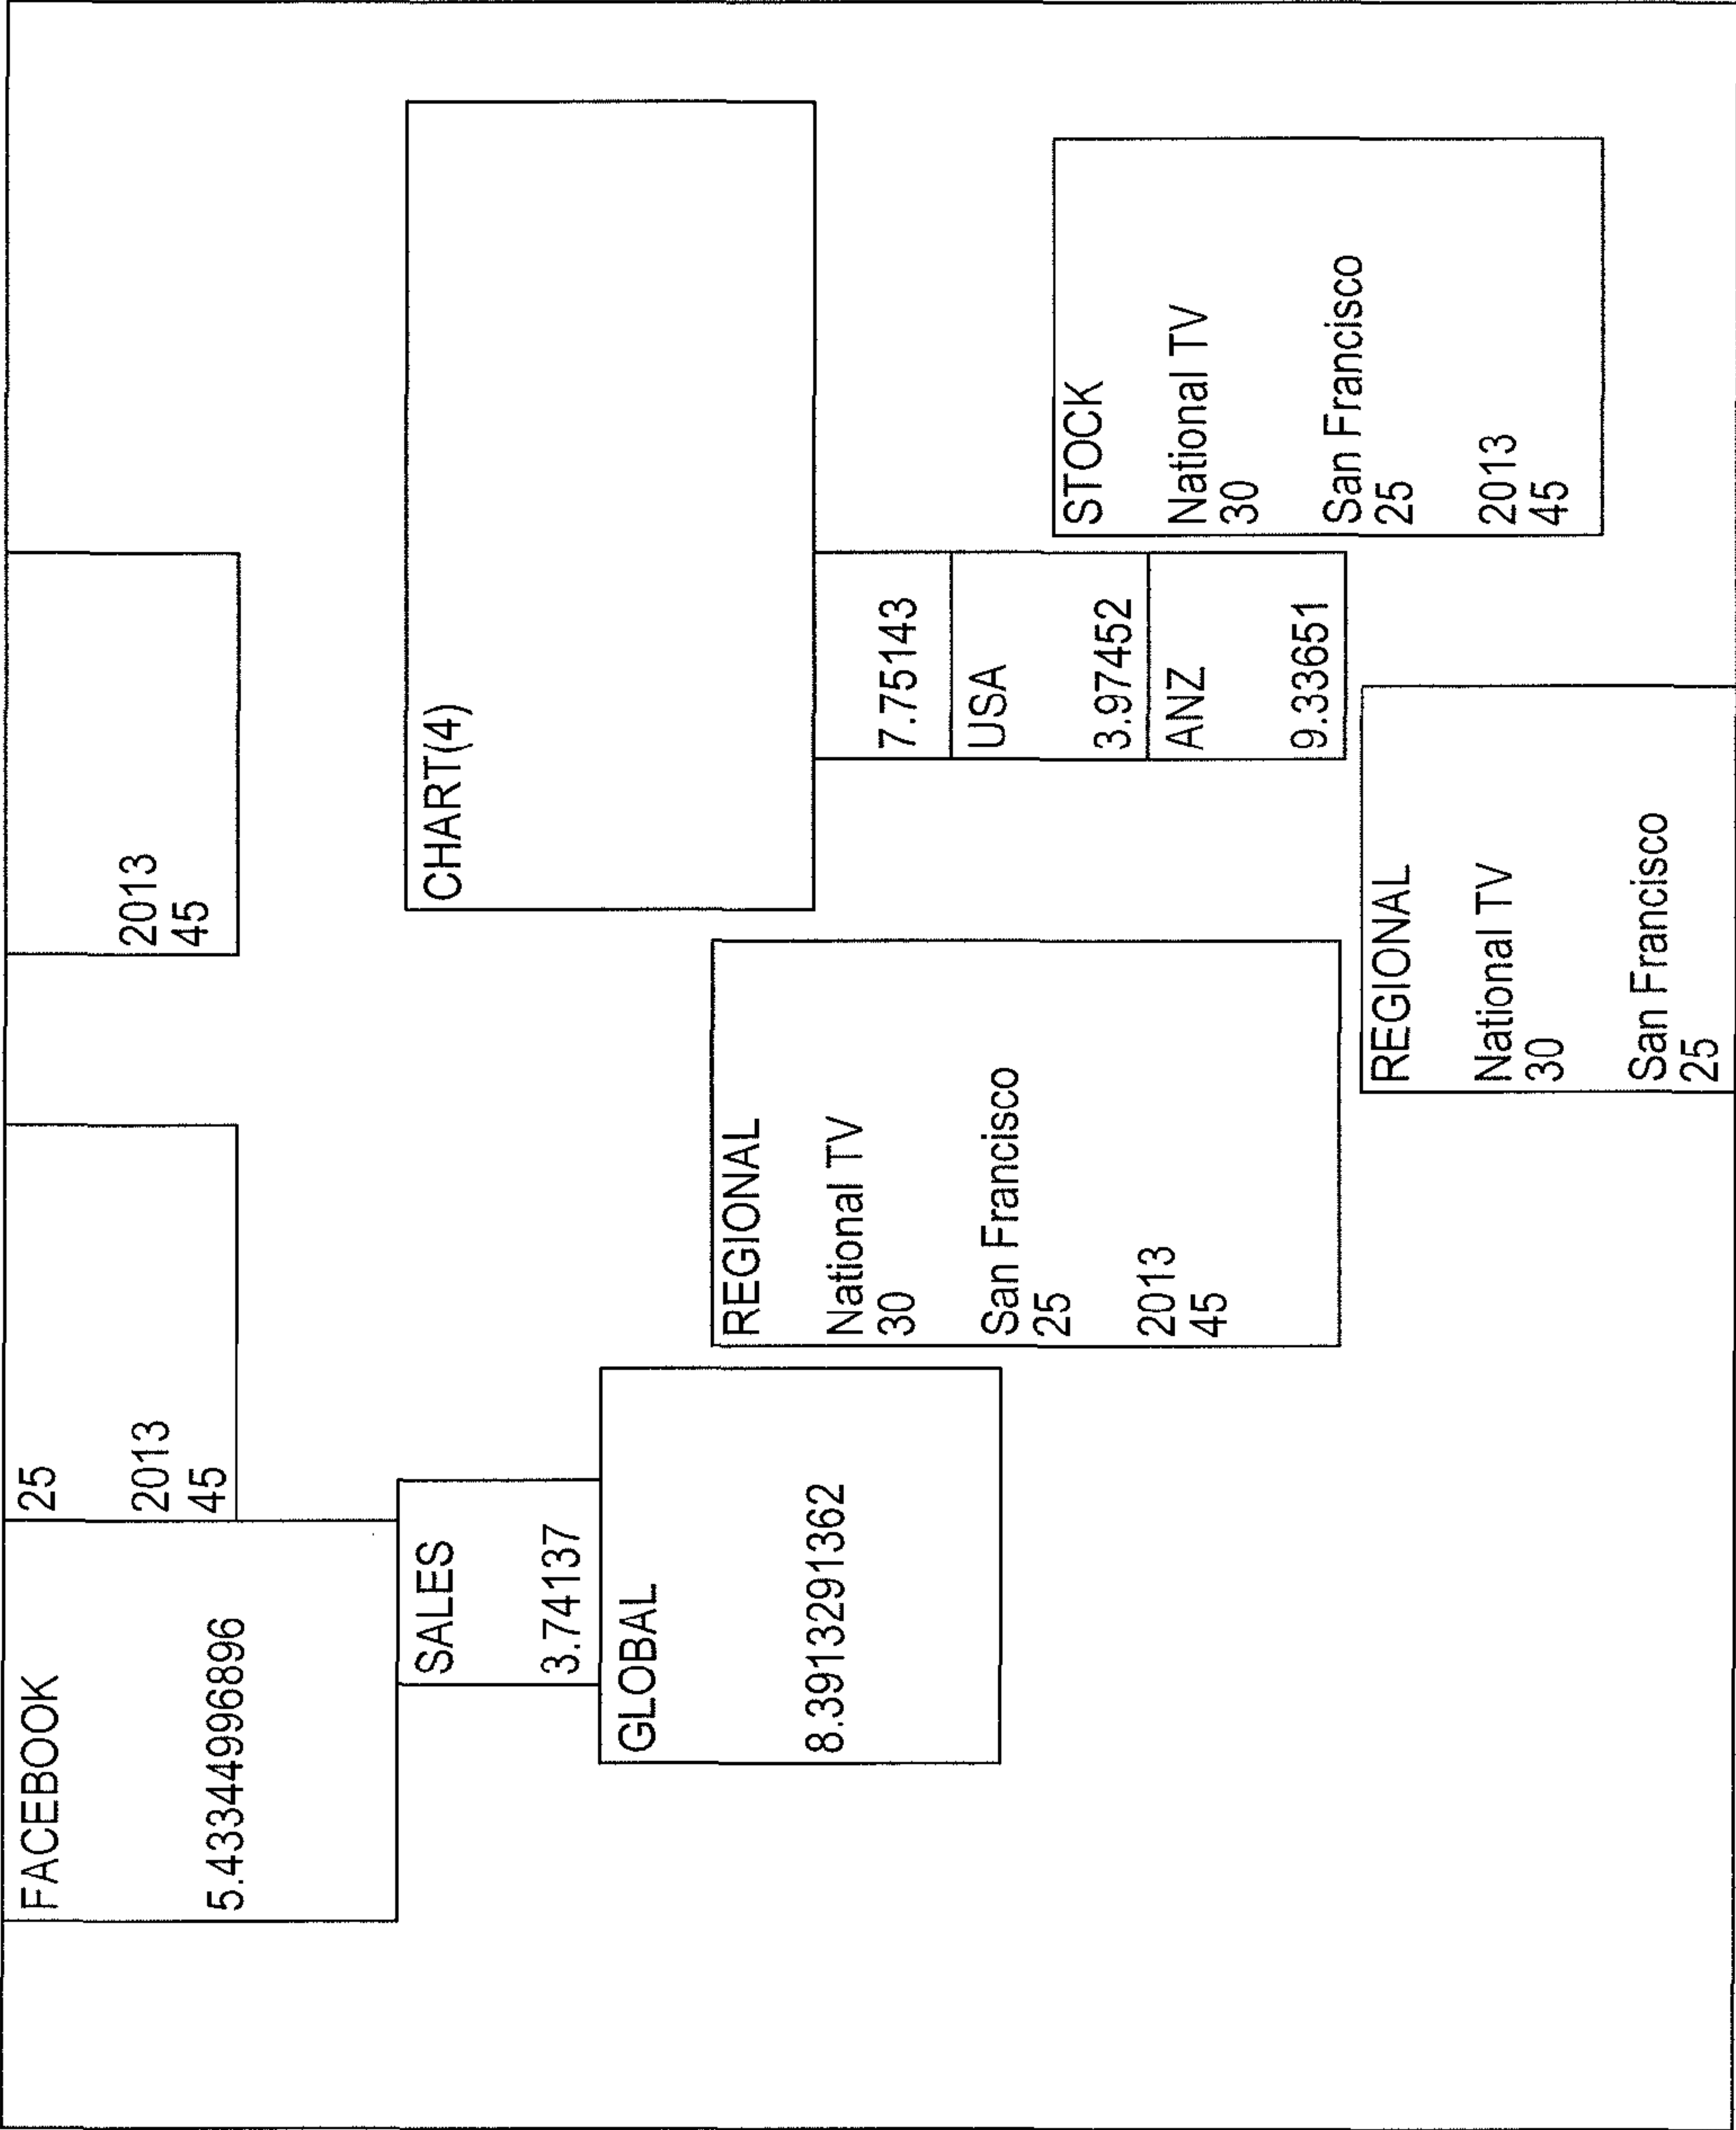 FACEBOOK
5.43344996896
25
2013
45
2013
45
SALES
3.74137
CHART(4)
GLOBAL
8.3913291362
REGIONAL
National TV
30
San Francisco
25
2013
45
7.75143
USA
3.97452
ANZ
9.33651
STOCK
National TV
30
San Francisco
25
2013
45
REGIONAL
National TV
30
San Francisco
25